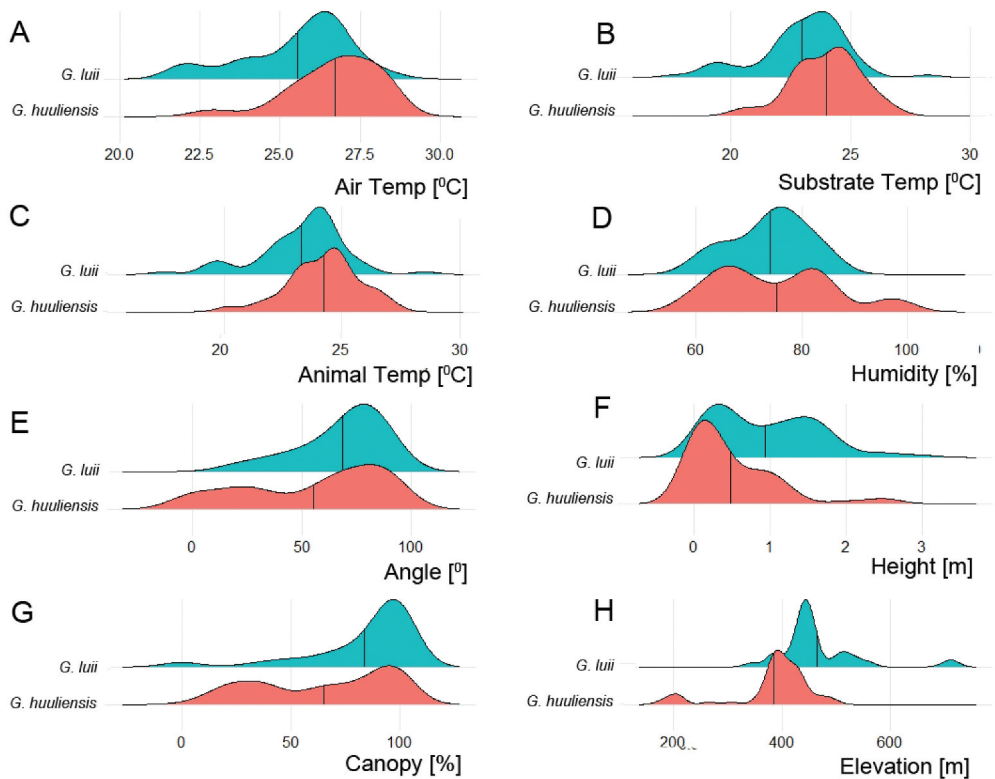 A
G. luii
G. huuliensis
20.0 22.5 25.0 27.5 30.0
Air Temp [⁰C]
B
G. luii
G. huuliensis
20 25 30
Substrate Temp [⁰C]
C
G. luii
G. huuliensis
20 25 30
Animal Temp [⁰C]
D
G. luii
G. huuliensis
60 80 100
Humidity [%]
E
G. luii
G. huuliensis
0 50 100
Angle [⁰]
F
G. luii
G. huuliensis
0 1 2 3
Height [m]
G
G. luii
G. huuliensis
0 50 100
Canopy [%]
H
G. luii
G. huuliensis
200 400 600
Elevation [m]